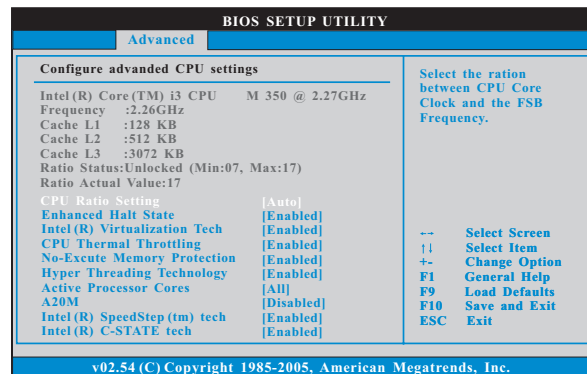 BIOS SETUP UTILITY
Advanced
Configure advanded CPU settings
Intel(R) Core(TM) i3 CPU M 350 @ 2.27GHz
Frequency :2.26GHz
Cache L1 :128 KB
Cache L2 :512 KB
Cache L3 :3072 KB
Ratio Status:Unlocked (Min:07, Max:17)
Ratio Actual Value:17
CPU Ratio Setting [Auto]
Enhanced Halt State [Enabled]
Intel(R) Virtualization Tech [Enabled]
CPU Thermal Throttling [Enabled]
No-Excute Memory Protection [Enabled]
Hyper Threading Technology [Enabled]
Active Processor Cores [All]
A20M [Disabled]
Intel(R) SpeedStep(tm) tech [Enabled]
Intel(R) C-STATE tech [Enabled]
Select the ration
between CPU Core
Clock and the FSB
Frequency.
←→ Select Screen
↑↓ Select Item
+- Change Option
F1 General Help
F9 Load Defaults
F10 Save and Exit
ESC Exit
v02.54 (C) Copyright 1985-2005, American Megatrends, Inc.